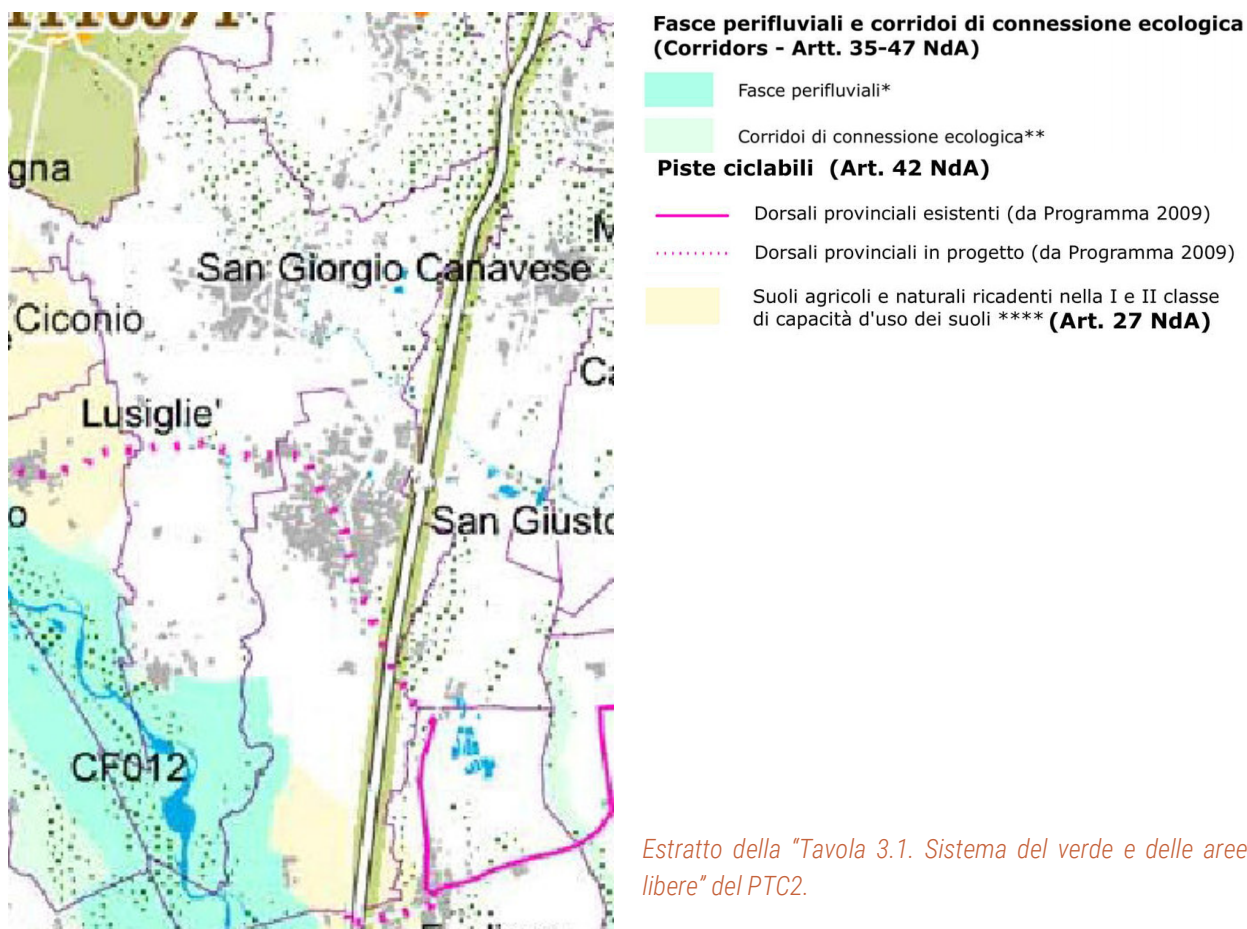 gna
San Giorgio Canavese
Ciconio
Lusiglie'
San Giusto
CF012
Fasce perifluviali e corridoi di connessione ecologica
(Corridors - Artt. 35-47 NdA)
Fasce perifluviali*
Corridoi di connessione ecologica**
Piste ciclabili (Art. 42 NdA)
Dorsali provinciali esistenti (da Programma 2009)
Dorsali provinciali in progetto (da Programma 2009)
Suoli agricoli e naturali ricadenti nella I e II classe
di capacità d'uso dei suoli **** (Art. 27 NdA)
Estratto della "Tavola 3.1. Sistema del verde e delle aree
libere" del PTC2.